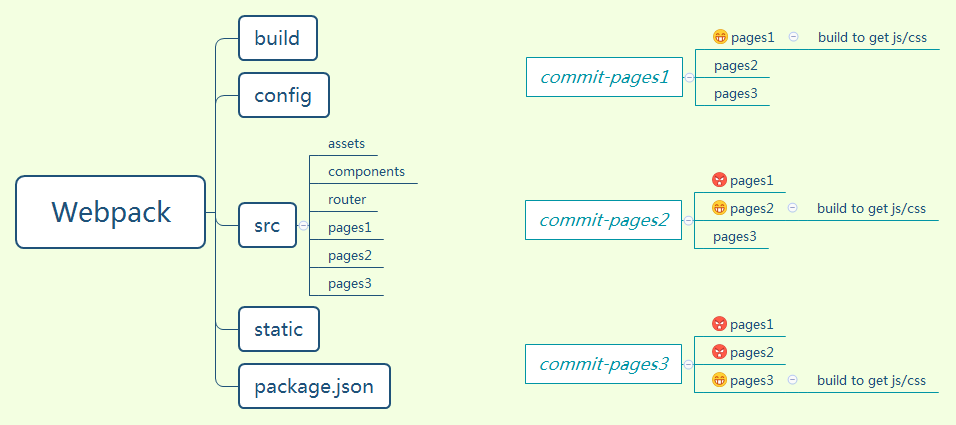 Webpack
build
config
src
assets
components
router
pages1
pages2
pages3
static
package.json
commit-pages1
pages1
build to get js/css
pages2
pages3
commit-pages2
pages1
pages2
build to get js/css
pages3
commit-pages3
pages1
pages2
pages3
build to get js/css